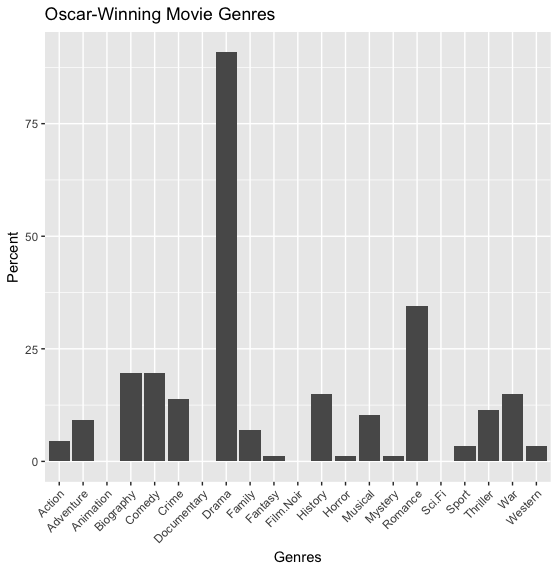 Oscar-Winning Movie Genres
Percent
75
50
25
0
Action
Adventure
Animation
Biography
Comedy
Crime
Documentary
Drama
Family
Fantasy
Film.Noir
History
Horror
Musical
Mystery
Romance
Sci.Fi
Sport
Thriller
War
Western
Genres